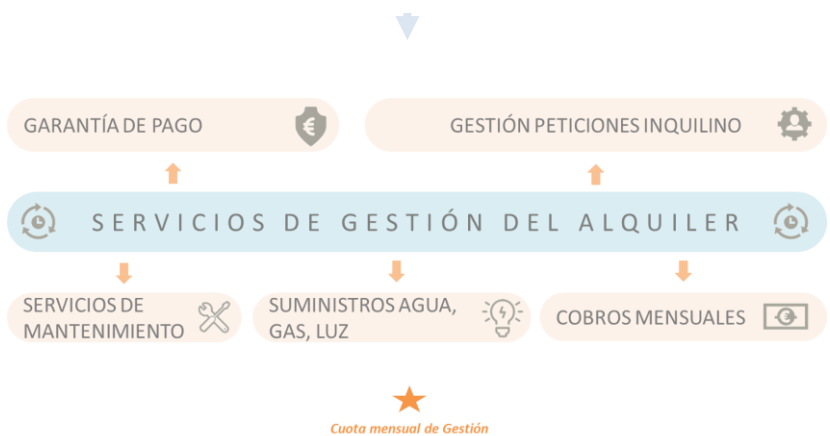 GARANTÍA DE PAGO
GESTIÓN PETICIONES INQUILINO
SERVICIOS DE GESTIÓN DEL ALQUILER
SERVICIOS DE
MANTENIMIENTO
SUMINISTROS AGUA,
GAS, LUZ
COBROS MENSUALES
Cuota mensual de Gestión